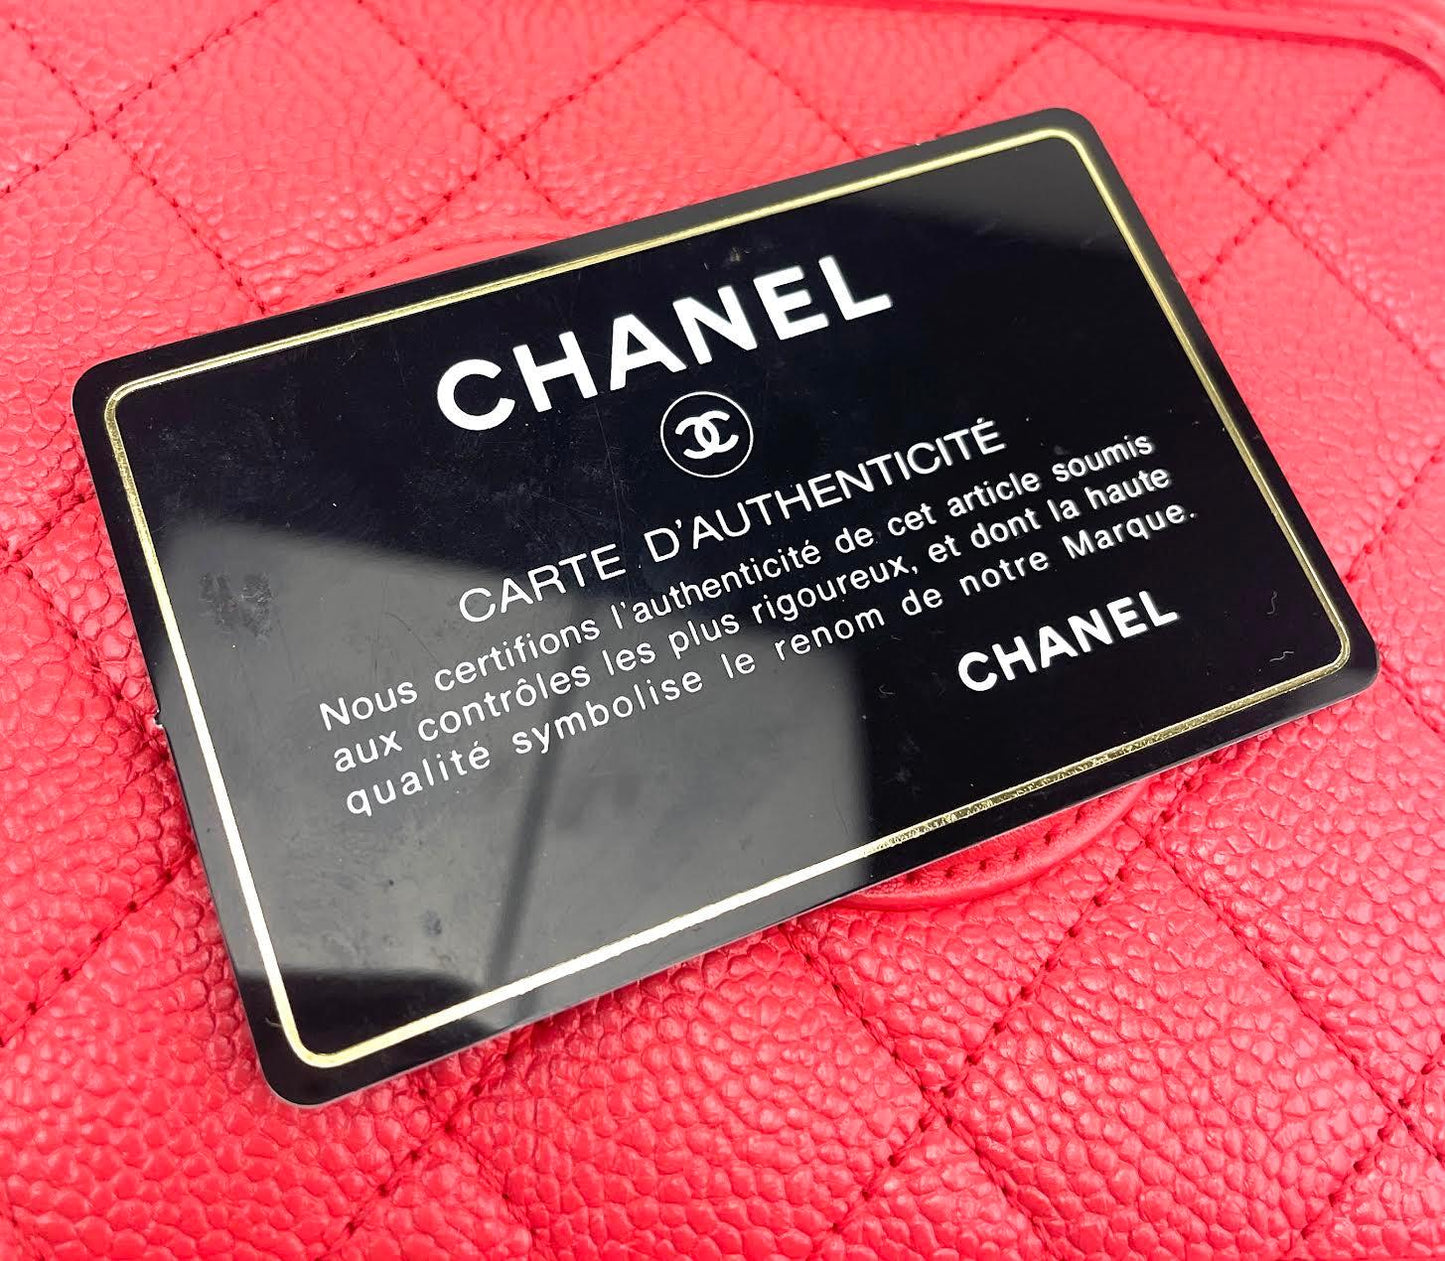 CHANEL
CARTE D'AUTHENTICITÉ
Nous certifions l'authenticité de cet article soumis
aux contrôles les plus rigoureux, et dont la haute
qualité symbolise le renom de notre Marque.
CHANEL